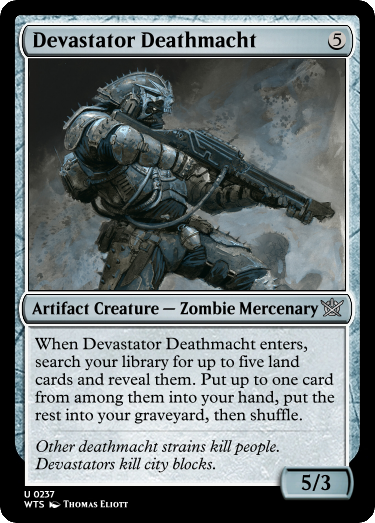 Devastator Deathmacht 5
Artifact Creature — Zombie Mercenary
When Devastator Deathmacht enters,
search your library for up to five land
cards and reveal them. Put up to one card
from among them into your hand, put the
rest into your graveyard, then shuffle.
Other deathmacht strains kill people.
Devastators kill city blocks.
5/3
U 0237
WTS Thomas Eliott